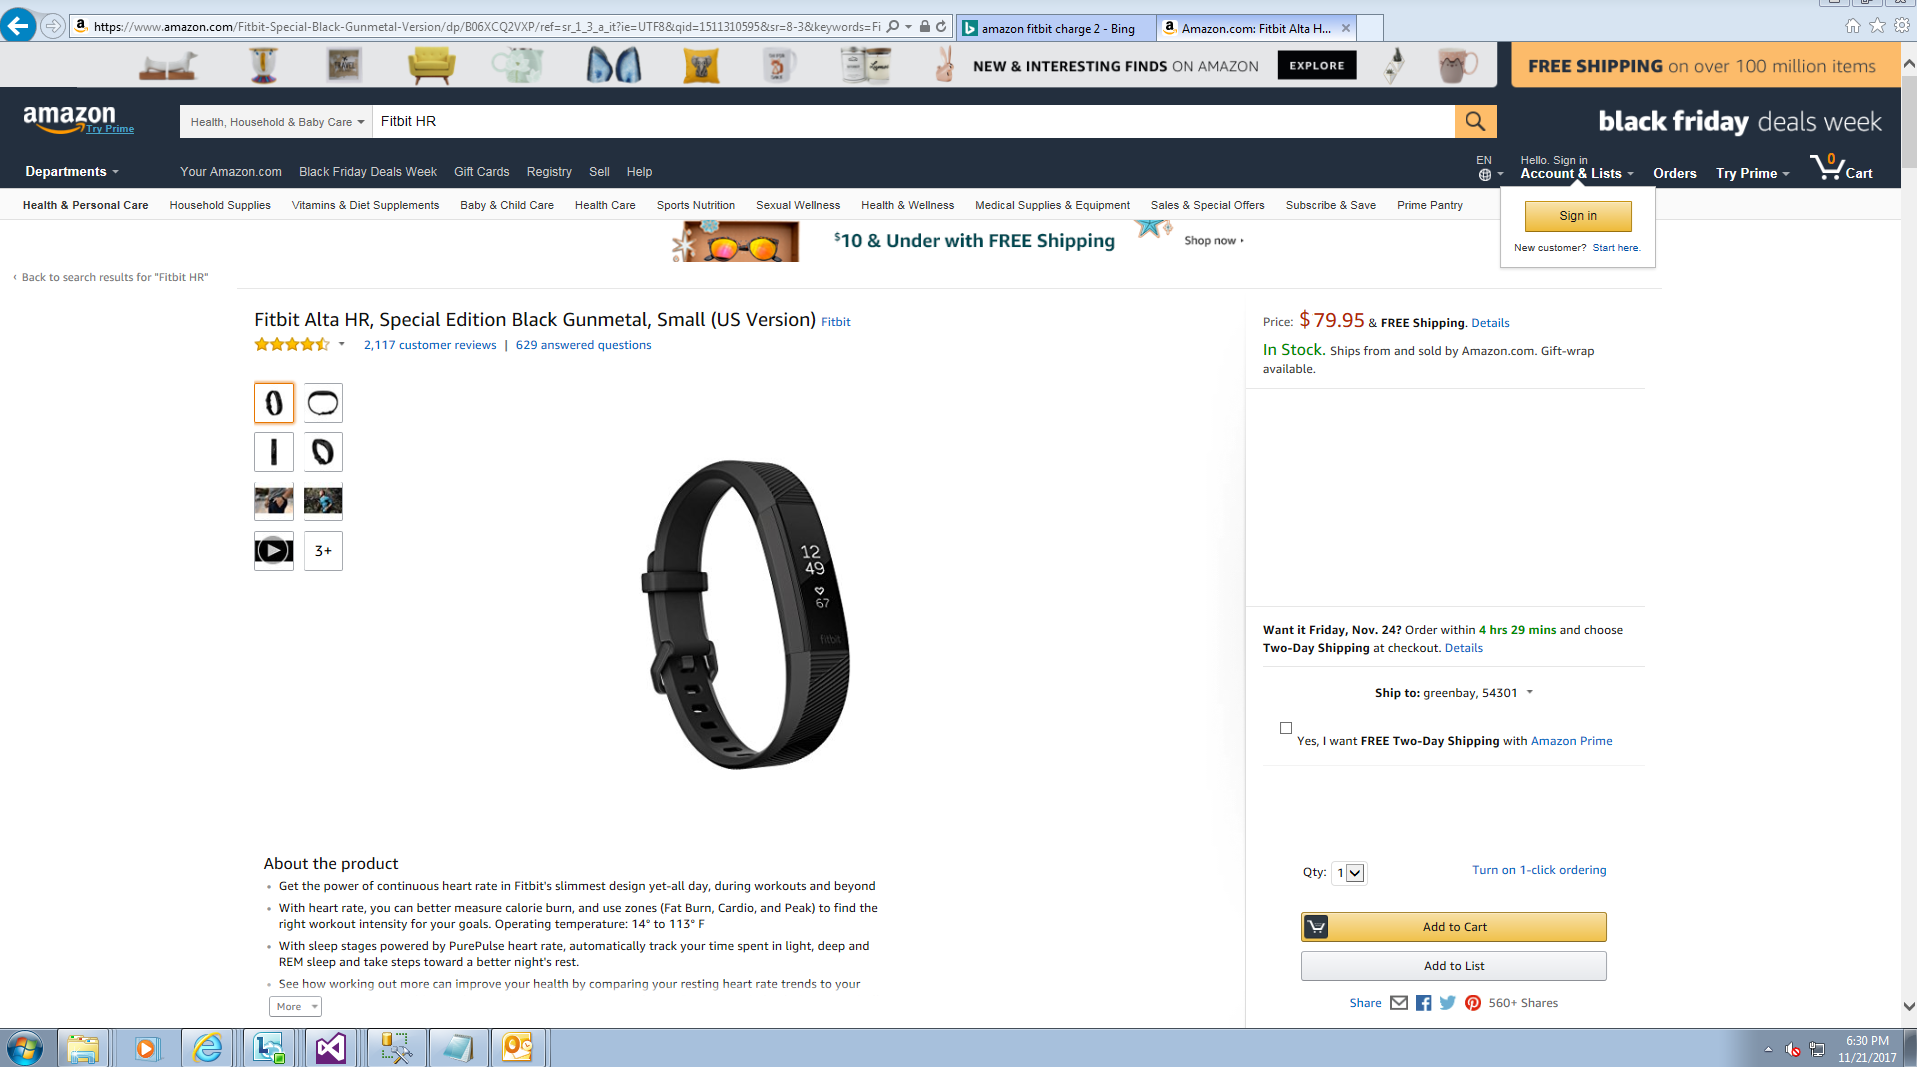 https://www.amazon.com/Fitbit-Special-Black-Gunmetal-Version/dp/B06XCQ2VXP/ref=sr_1_3_a_it?ie=UTF8&qid=1511310595&sr=8-3&keywords=Fi
amazon fitbit charge 2 - Bing
Amazon.com: Fitbit Alta H...
NEW & INTERESTING FINDS ON AMAZON
EXPLORE
FREE SHIPPING on over 100 million items
amazon
Try Prime
Health, Household & Baby Care
Fitbit HR
black friday deals week
Departments
Your Amazon.com
Black Friday Deals Week
Gift Cards
Registry
Sell
Help
EN
Hello. Sign in
Account & Lists
Orders
Try Prime
0
Cart
Health & Personal Care
Household Supplies
Vitamins & Diet Supplements
Baby & Child Care
Health Care
Sports Nutrition
Sexual Wellness
Health & Wellness
Medical Supplies & Equipment
Sales & Special Offers
Subscribe & Save
Prime Pantry
Sign in
New customer? Start here.
$10 & Under with FREE Shipping
Shop now ›
‹ Back to search results for "Fitbit HR"
Fitbit Alta HR, Special Edition Black Gunmetal, Small (US Version) Fitbit
2,117 customer reviews | 629 answered questions
3+
12
49
67
fitbit
Price: $79.95 & FREE Shipping. Details
In Stock. Ships from and sold by Amazon.com. Gift-wrap
available.
Want it Friday, Nov. 24? Order within 4 hrs 29 mins and choose
Two-Day Shipping at checkout. Details
Ship to: greenbay, 54301
Yes, I want FREE Two-Day Shipping with Amazon Prime
Qty: 1
Turn on 1-click ordering
Add to Cart
Add to List
Share
560+ Shares
About the product
• Get the power of continuous heart rate in Fitbit's slimmest design yet-all day, during workouts and beyond
• With heart rate, you can better measure calorie burn, and use zones (Fat Burn, Cardio, and Peak) to find the
right workout intensity for your goals. Operating temperature: 14° to 113° F
• With sleep stages powered by PurePulse heart rate, automatically track your time spent in light, deep and
REM sleep and take steps toward a better night's rest.
• See how working out more can improve your health by comparing your resting heart rate trends to your
More
6:30 PM
11/21/2017